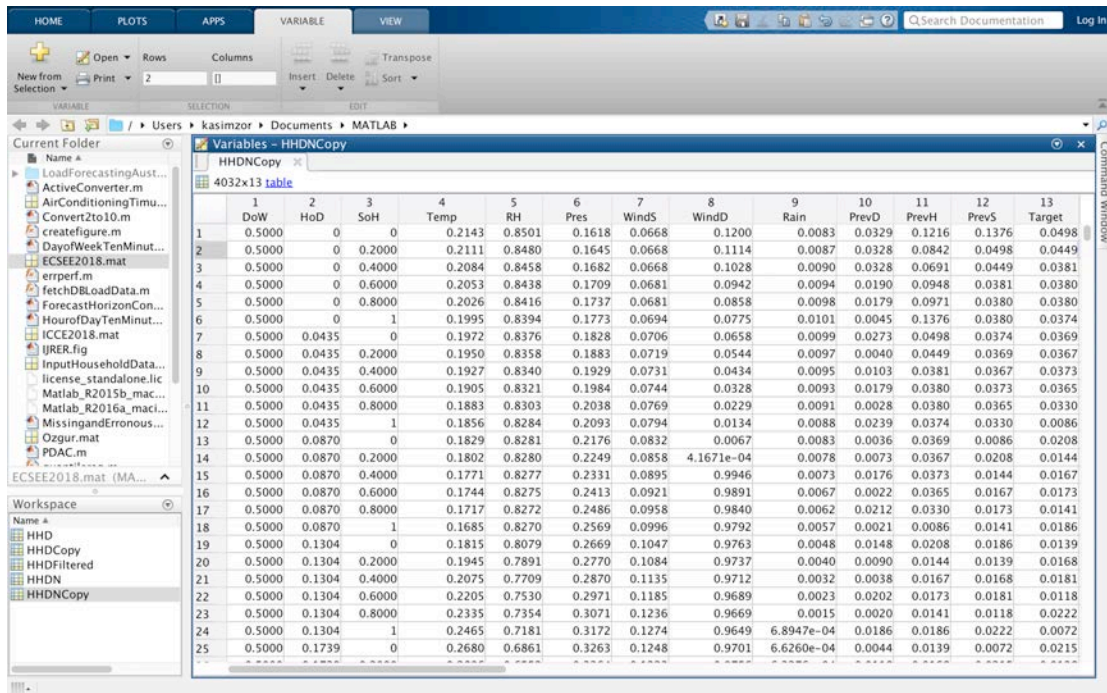 HOME PLOTS APPS VARIABLE VIEW Search Documentation Log In
New from Selection Open Print Rows 2 Columns [] Insert Delete Transpose Sort
VARIABLE SELECTION EDIT
/ Users kasimzor Documents MATLAB
Current Folder
Name
LoadForecastingAust...
ActiveConverter.m
AirConditioningTimu...
Convert2to10.m
createfigure.m
DayofWeekTenMinut...
ECSEE2018.mat
errperf.m
fetchDBLoadData.m
ForecastHorizonCon...
HourofDayTenMinut...
ICCE2018.mat
IJRER.fig
InputHouseholdData...
license_standalone.lic
Matlab_R2015b_mac...
Matlab_R2016a_maci...
MissingandErronous...
Ozgur.mat
PDAC.m
ECSEE2018.mat (MA...
Workspace
Name
HHD
HHDCopy
HHDFiltered
HHDN
HHDNCopy
Variables - HHDNCopy
HHDNCopy
4032x13 table
1 2 3 4 5 6 7 8 9 10 11 12 13
DoW HoD SoH Temp RH Pres WindS WindD Rain PrevD PrevH PrevS Target
1 0.5000 0 0 0.2143 0.8501 0.1618 0.0668 0.1200 0.0083 0.0329 0.1216 0.1376 0.0498
2 0.5000 0 0.2000 0.2111 0.8480 0.1645 0.0668 0.1114 0.0087 0.0328 0.0842 0.0498 0.0449
3 0.5000 0 0.4000 0.2084 0.8458 0.1682 0.0668 0.1028 0.0090 0.0328 0.0691 0.0449 0.0381
4 0.5000 0 0.6000 0.2053 0.8438 0.1709 0.0681 0.0942 0.0094 0.0190 0.0948 0.0381 0.0380
5 0.5000 0 0.8000 0.2026 0.8416 0.1737 0.0681 0.0858 0.0098 0.0179 0.0971 0.0380 0.0380
6 0.5000 0 1 0.1995 0.8394 0.1773 0.0694 0.0775 0.0101 0.0045 0.1376 0.0380 0.0374
7 0.5000 0.0435 0 0.1972 0.8376 0.1828 0.0706 0.0658 0.0099 0.0273 0.0498 0.0374 0.0369
8 0.5000 0.0435 0.2000 0.1950 0.8358 0.1883 0.0719 0.0544 0.0097 0.0040 0.0449 0.0369 0.0367
9 0.5000 0.0435 0.4000 0.1927 0.8340 0.1929 0.0731 0.0434 0.0095 0.0103 0.0381 0.0367 0.0373
10 0.5000 0.0435 0.6000 0.1905 0.8321 0.1984 0.0744 0.0328 0.0093 0.0179 0.0380 0.0373 0.0365
11 0.5000 0.0435 0.8000 0.1883 0.8303 0.2038 0.0769 0.0229 0.0091 0.0028 0.0380 0.0365 0.0330
12 0.5000 0.0435 1 0.1856 0.8284 0.2093 0.0794 0.0134 0.0088 0.0239 0.0374 0.0330 0.0086
13 0.5000 0.0870 0 0.1829 0.8281 0.2176 0.0832 0.0067 0.0083 0.0036 0.0369 0.0086 0.0208
14 0.5000 0.0870 0.2000 0.1802 0.8280 0.2249 0.0858 4.1671e-04 0.0078 0.0073 0.0367 0.0208 0.0144
15 0.5000 0.0870 0.4000 0.1771 0.8277 0.2331 0.0895 0.9946 0.0073 0.0176 0.0373 0.0144 0.0167
16 0.5000 0.0870 0.6000 0.1744 0.8275 0.2413 0.0921 0.9891 0.0067 0.0022 0.0365 0.0167 0.0173
17 0.5000 0.0870 0.8000 0.1717 0.8272 0.2486 0.0958 0.9840 0.0062 0.0212 0.0330 0.0173 0.0141
18 0.5000 0.0870 1 0.1685 0.8270 0.2569 0.0996 0.9792 0.0057 0.0021 0.0086 0.0141 0.0186
19 0.5000 0.1304 0 0.1815 0.8079 0.2669 0.1047 0.9763 0.0048 0.0148 0.0208 0.0186 0.0139
20 0.5000 0.1304 0.2000 0.1945 0.7891 0.2770 0.1084 0.9737 0.0040 0.0090 0.0144 0.0139 0.0168
21 0.5000 0.1304 0.4000 0.2075 0.7709 0.2870 0.1135 0.9712 0.0032 0.0038 0.0167 0.0168 0.0181
22 0.5000 0.1304 0.6000 0.2205 0.7530 0.2971 0.1185 0.9689 0.0023 0.0202 0.0173 0.0181 0.0118
23 0.5000 0.1304 0.8000 0.2335 0.7354 0.3071 0.1236 0.9669 0.0015 0.0020 0.0141 0.0118 0.0222
24 0.5000 0.1304 1 0.2465 0.7181 0.3172 0.1274 0.9649 6.8947e-04 0.0186 0.0186 0.0222 0.0072
25 0.5000 0.1739 0 0.2680 0.6861 0.3263 0.1248 0.9701 6.6260e-04 0.0044 0.0139 0.0072 0.0215
Command Window